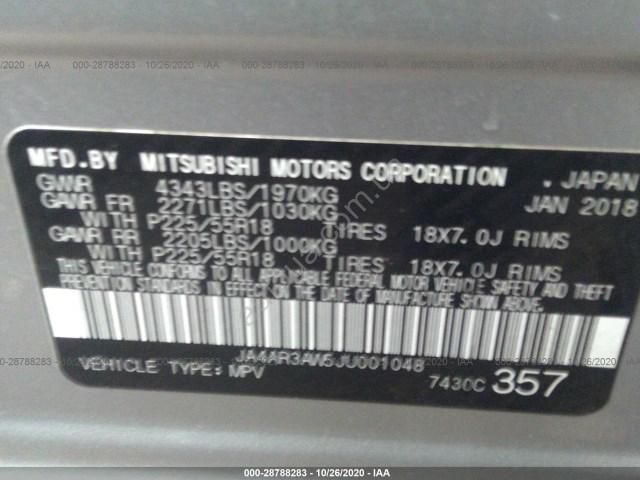 000-28788283 • 10/26/2020 - IAA
MFD.BY MITSUBISHI MOTORS CORPORATION . JAPAN
GVWR 4343LBS/1970KG JAN 2018
GAWR FR 2271LBS/1030KG
WITH P225/55R18 TIRES 18X7.0J RIMS
GAWR RR 2205LBS/1000KG
WITH P225/55R18 TIRES 18X7.0J RIMS
THIS VEHICLE CONFORMS TO ALL APPLICABLE FEDERAL MOTOR VEHICLE SAFETY AND THEFT
PREVENTION STANDARDS IN EFFECT ON THE DATE OF MANUFACTURE SHOWN ABOVE.
JA4AR3AW5JU001048
VEHICLE TYPE: MPV 7430C 357
000-28788283 • 10/26/2020 - IAA